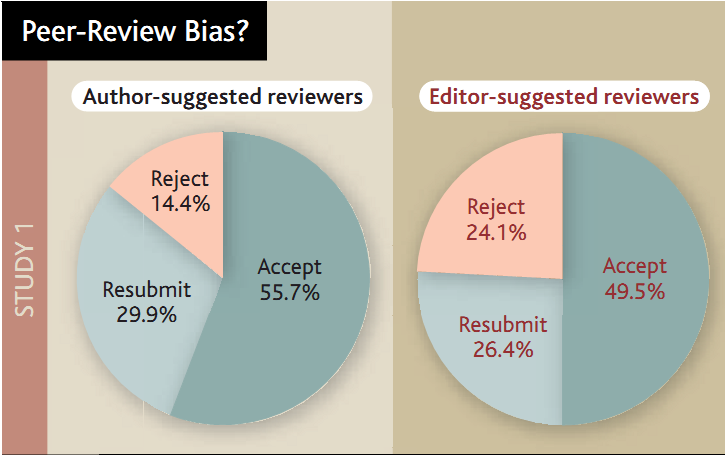 Peer-Review Bias?
STUDY 1
Author-suggested reviewers
Reject
14.4%
Accept
55.7%
Resubmit
29.9%
Editor-suggested reviewers
Reject
24.1%
Accept
49.5%
Resubmit
26.4%